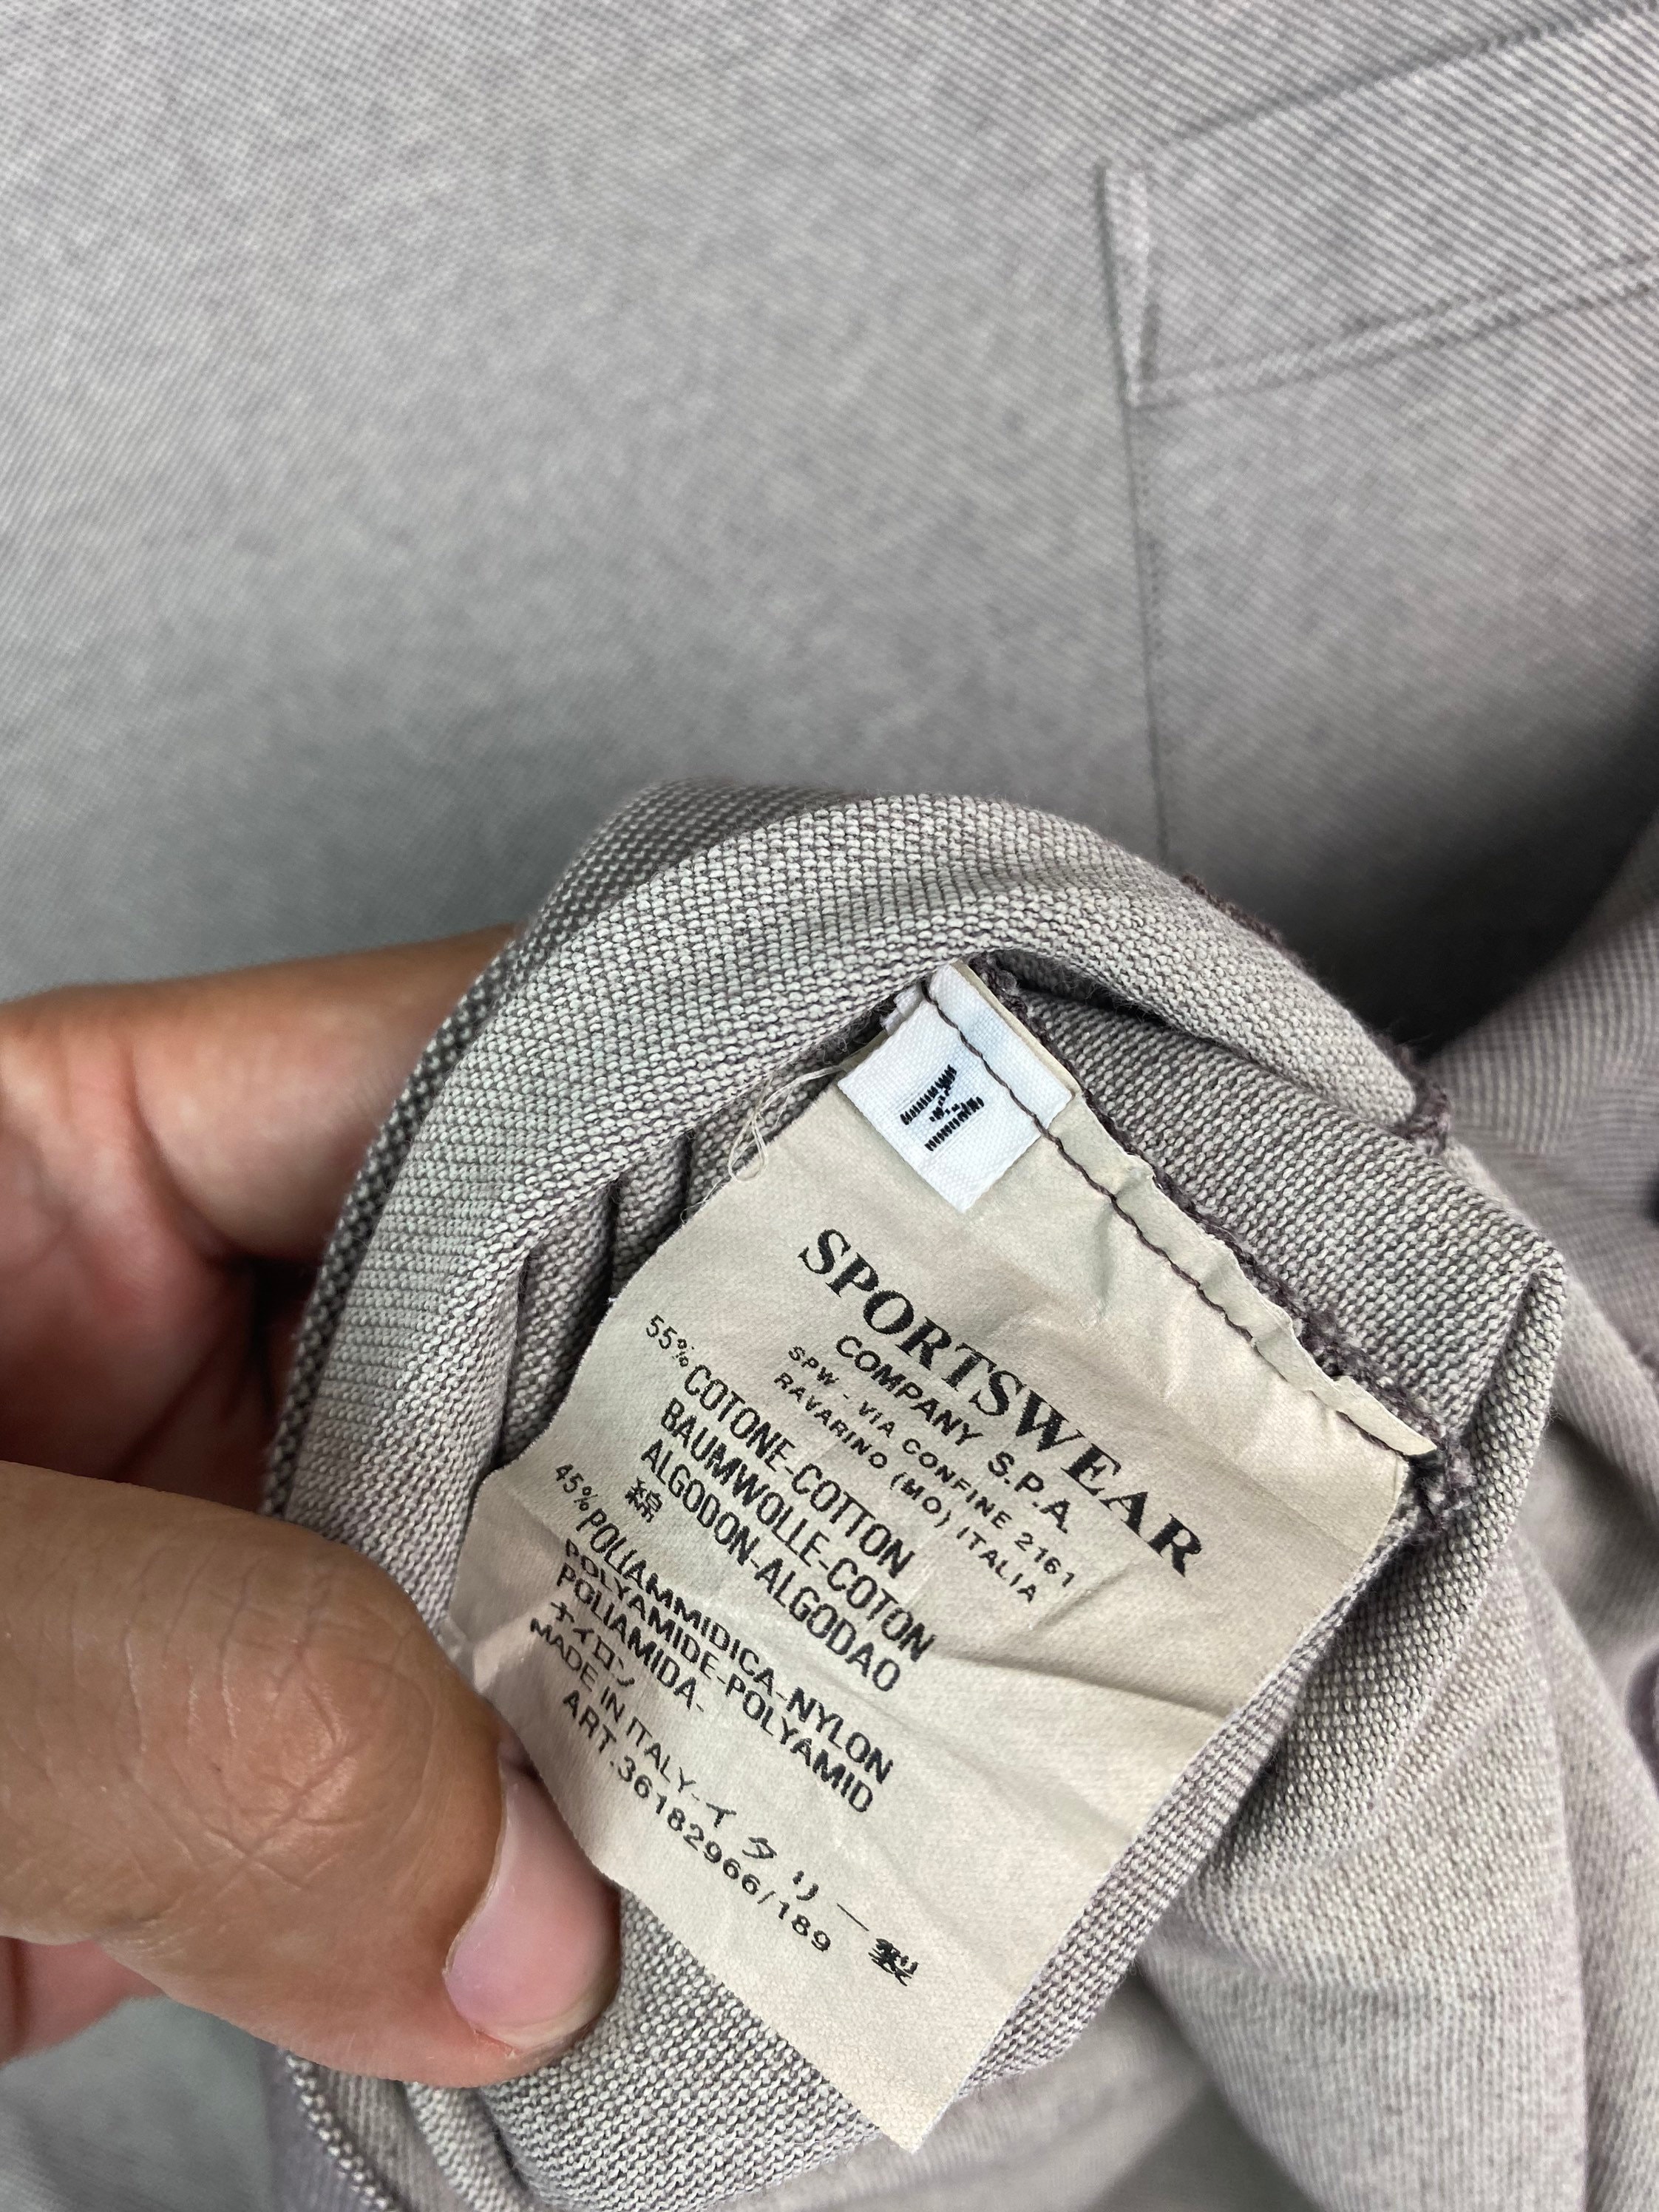 M
SPORTSWEAR
COMPANY S.P.A.
SPW - VIA CONFINE 2161
RAVARINO (MO) ITALIA
55% COTONE-COTTON
BAUMWOLLE-COTON
ALGODON-ALGODAO
綿
45% POLIAMMIDICA-NYLON
POLYAMIDE-POLYAMID
POLIAMIDA-
ナイロン
MADE IN ITALY-イタリー製
ART.36182966/189